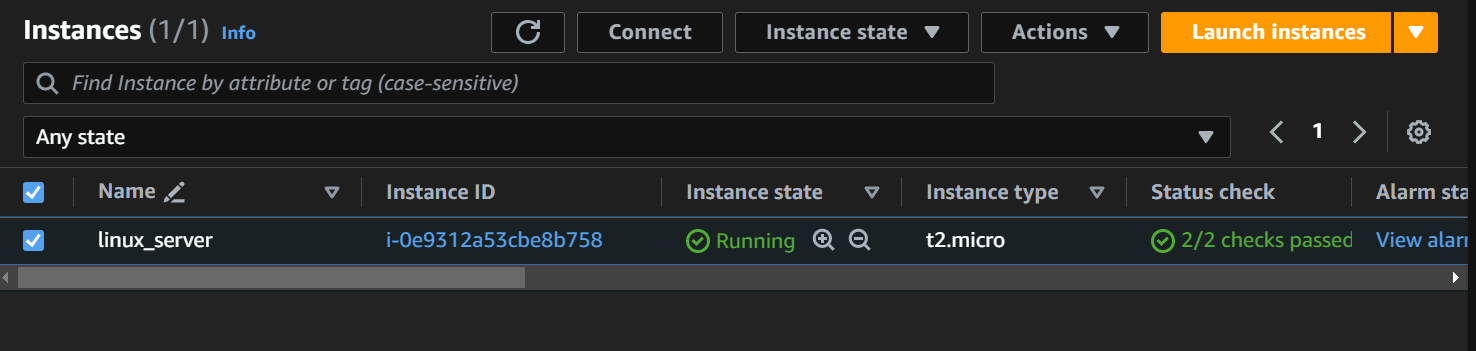 Instances (1/1) Info Connect Instance state Actions Launch instances
Find Instance by attribute or tag (case-sensitive)
Any state 1
Name Instance ID Instance state Instance type Status check Alarm sta
linux_server i-0e9312a53cbe8b758 Running t2.micro 2/2 checks passed View alarr